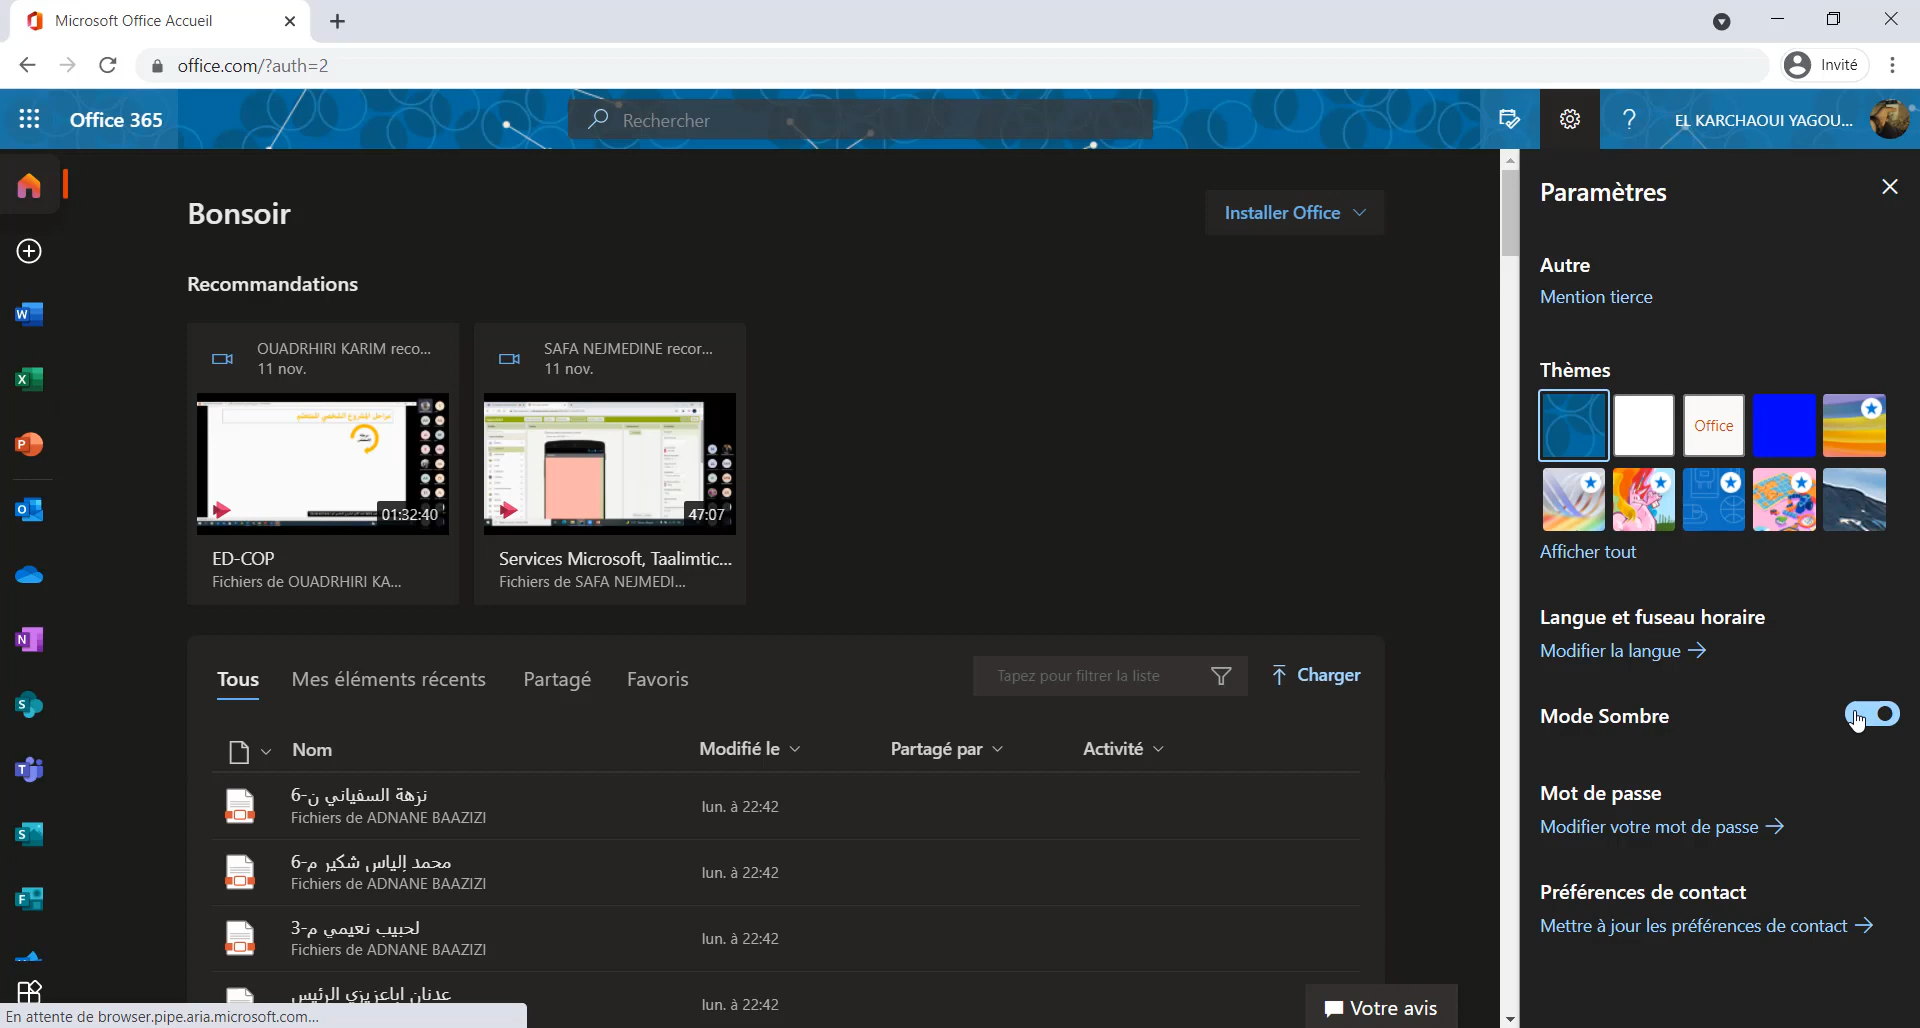 Microsoft Office Accueil
office.com/?auth=2
Invité
Office 365
Rechercher
EL KARCHAOUI YAGOU...
Bonsoir
Installer Office
Recommandations
OUADRHIRI KARIM reco...
11 nov.
مراحل المشروع الشخصي للمتعلم
01:32:40
ED-COP
Fichiers de OUADRHIRI KA...
SAFA NEJMEDINE recor...
11 nov.
47:07
Services Microsoft, Taalimtic...
Fichiers de SAFA NEJMEDI...
Tous
Mes éléments récents
Partagé
Favoris
Tapez pour filtrer la liste
Charger
Nom
Modifié le
Partagé par
Activité
نزهة السفياني ن-6
Fichiers de ADNANE BAAZIZI
lun. à 22:42
محمد إلياس شكير م-6
Fichiers de ADNANE BAAZIZI
lun. à 22:42
لحبيب نعيمي م-3
Fichiers de ADNANE BAAZIZI
lun. à 22:42
lun. à 22:42
Votre avis
En attente de browser.pipe.aria.microsoft.com...
Paramètres
Autre
Mention tierce
Thèmes
Office
Afficher tout
Langue et fuseau horaire
Modifier la langue
Mode Sombre
Mot de passe
Modifier votre mot de passe
Préférences de contact
Mettre à jour les préférences de contact